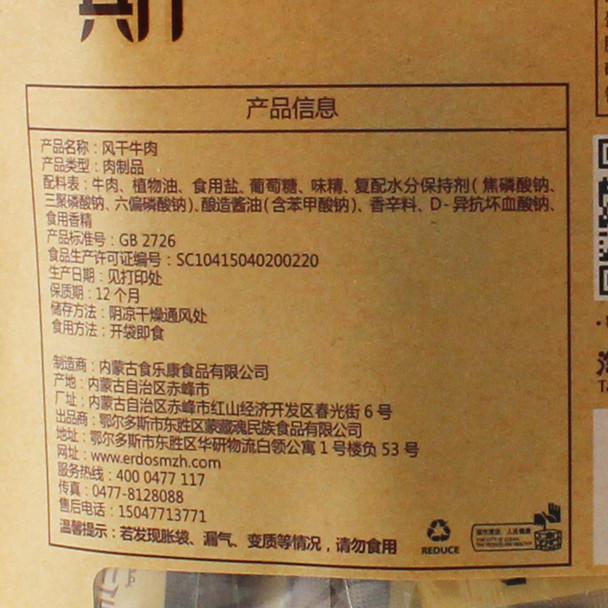 斯
产品信息
产品名称：风干牛肉
产品类型：肉制品
配料表：牛肉、植物油、食用盐、葡萄糖、味精、复配水分保持剂(焦磷酸钠、
三聚磷酸钠、六偏磷酸钠)、酿造酱油(含苯甲酸钠)、香辛料、D-异抗坏血酸钠、
食用香精
产品标准号：GB 2726
食品生产许可证编号：SC10415040200220
生产日期：见打印处
保质期：12个月
储存方法：阴凉干燥通风处
食用方法：开袋即食
制造商：内蒙古食乐康食品有限公司
产地：内蒙古自治区赤峰市
厂址：内蒙古自治区赤峰市红山经济开发区春光街6号
出品商：鄂尔多斯市东胜区蒙藏魂民族食品有限公司
地址：鄂尔多斯市东胜区华研物流白领公寓1号楼负53号
网址：www.erdosmzh.com
服务热线：400 0477 117
传真：0477-8128088
售后电话：15047713771
温馨提示：若发现胀袋、漏气、变质等情况，请勿食用
REDUCE